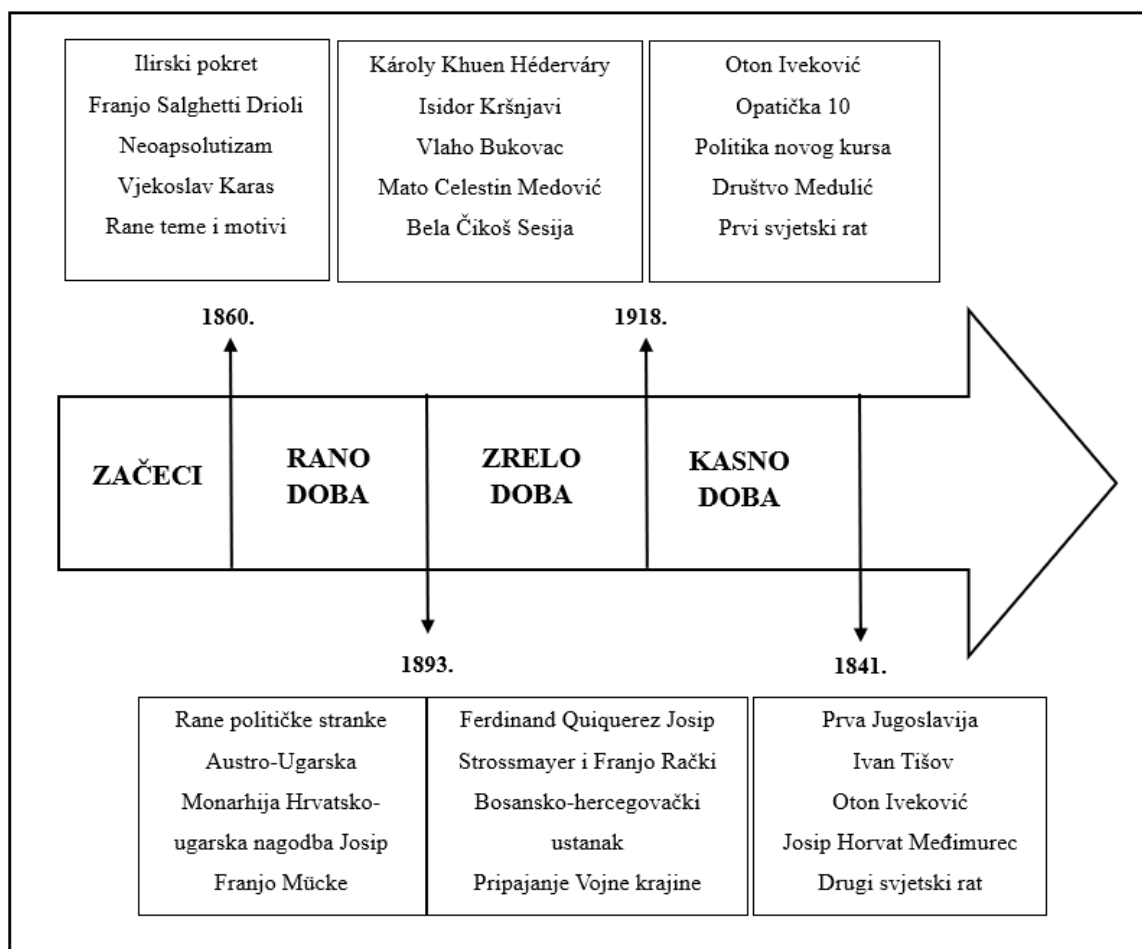 Ilirski pokret
Franjo Salghetti Drioli
Neoapsolutizam
Vjekoslav Karas
Rane teme i motivi
Károly Khuen Héderváry
Isidor Kršnjavi
Vlaho Bukovac
Mato Celestin Medović
Bela Čikoš Sesija
Oton Iveković
Opatička 10
Politika novog kursa
Društvo Medulić
Prvi svjetski rat
1860.
1918.
ZAČECI
RANO
DOBA
ZRELO
DOBA
KASNO
DOBA
1893.
1841.
Rane političke stranke
Austro-Ugarska
Monarhija Hrvatsko-
ugarska nagodba Josip
Franjo Mücke
Ferdinand Quiquerez Josip
Strossmayer i Franjo Rački
Bosansko-hercegovački
ustanak
Pripajanje Vojne krajine
Prva Jugoslavija
Ivan Tišov
Oton Iveković
Josip Horvat Međimurec
Drugi svjetski rat